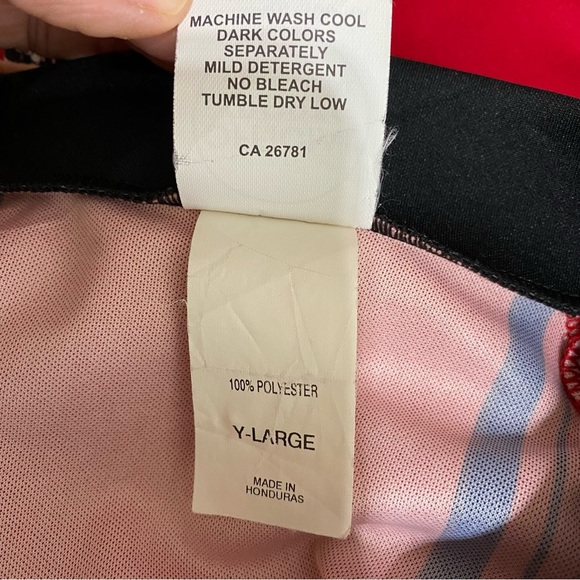 MACHINE WASH COOL
DARK COLORS
SEPARATELY
MILD DETERGENT
NO BLEACH
TUMBLE DRY LOW
CA 26781
100% POLYESTER
Y-LARGE
MADE IN
HONDURAS